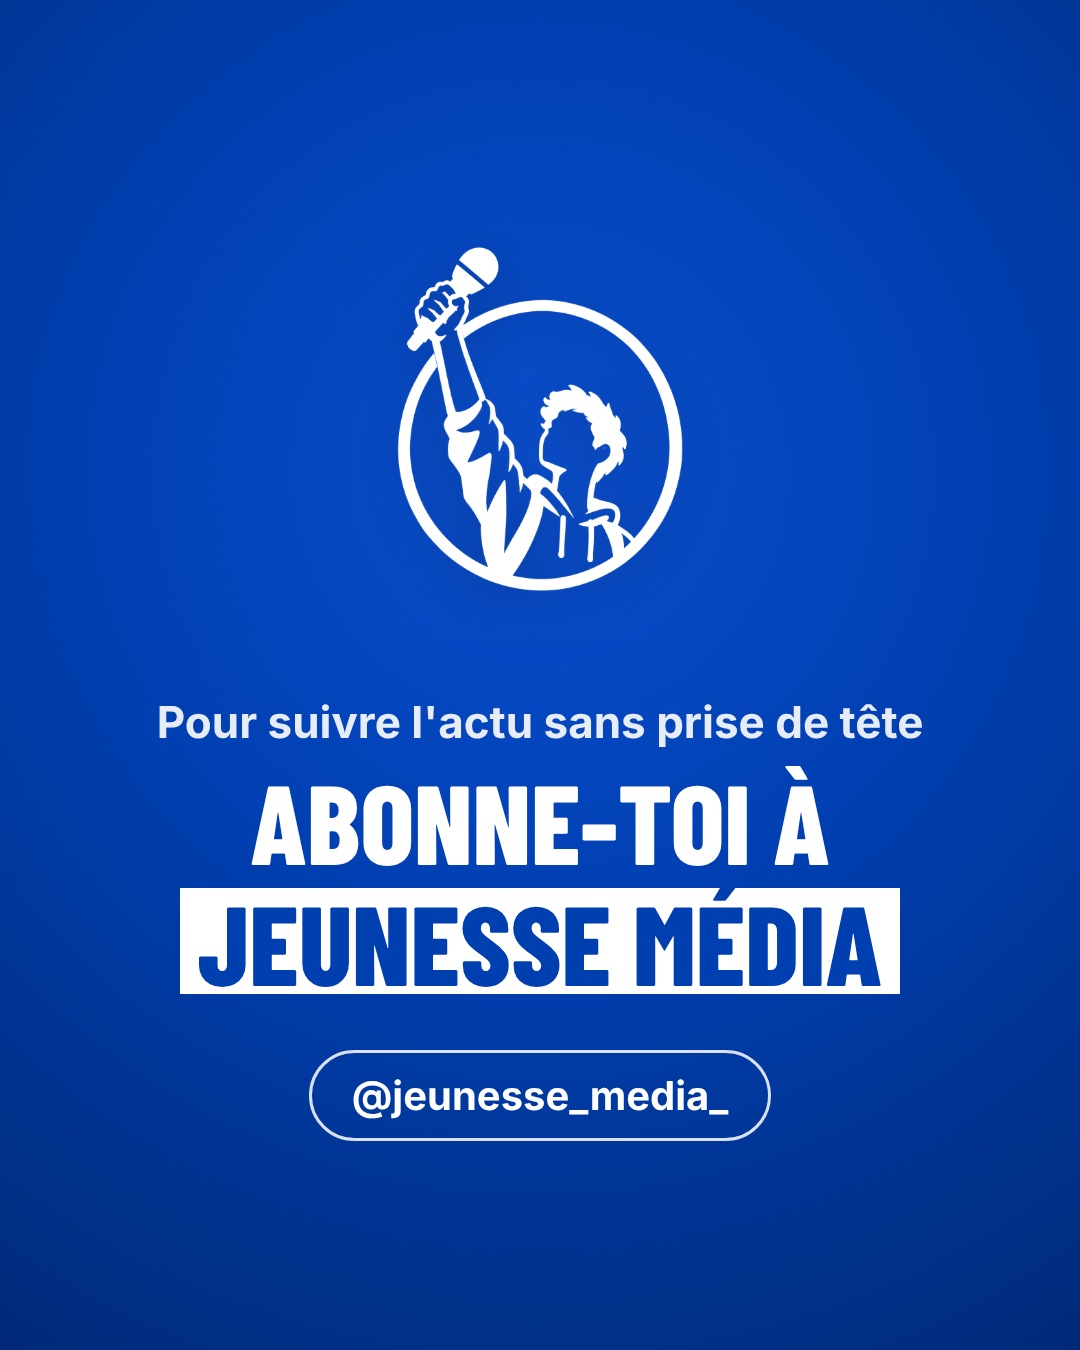 Pour suivre l'actu sans prise de tête
ABONNE-TOI À
JEUNESSE MÉDIA
@jeunesse_media_